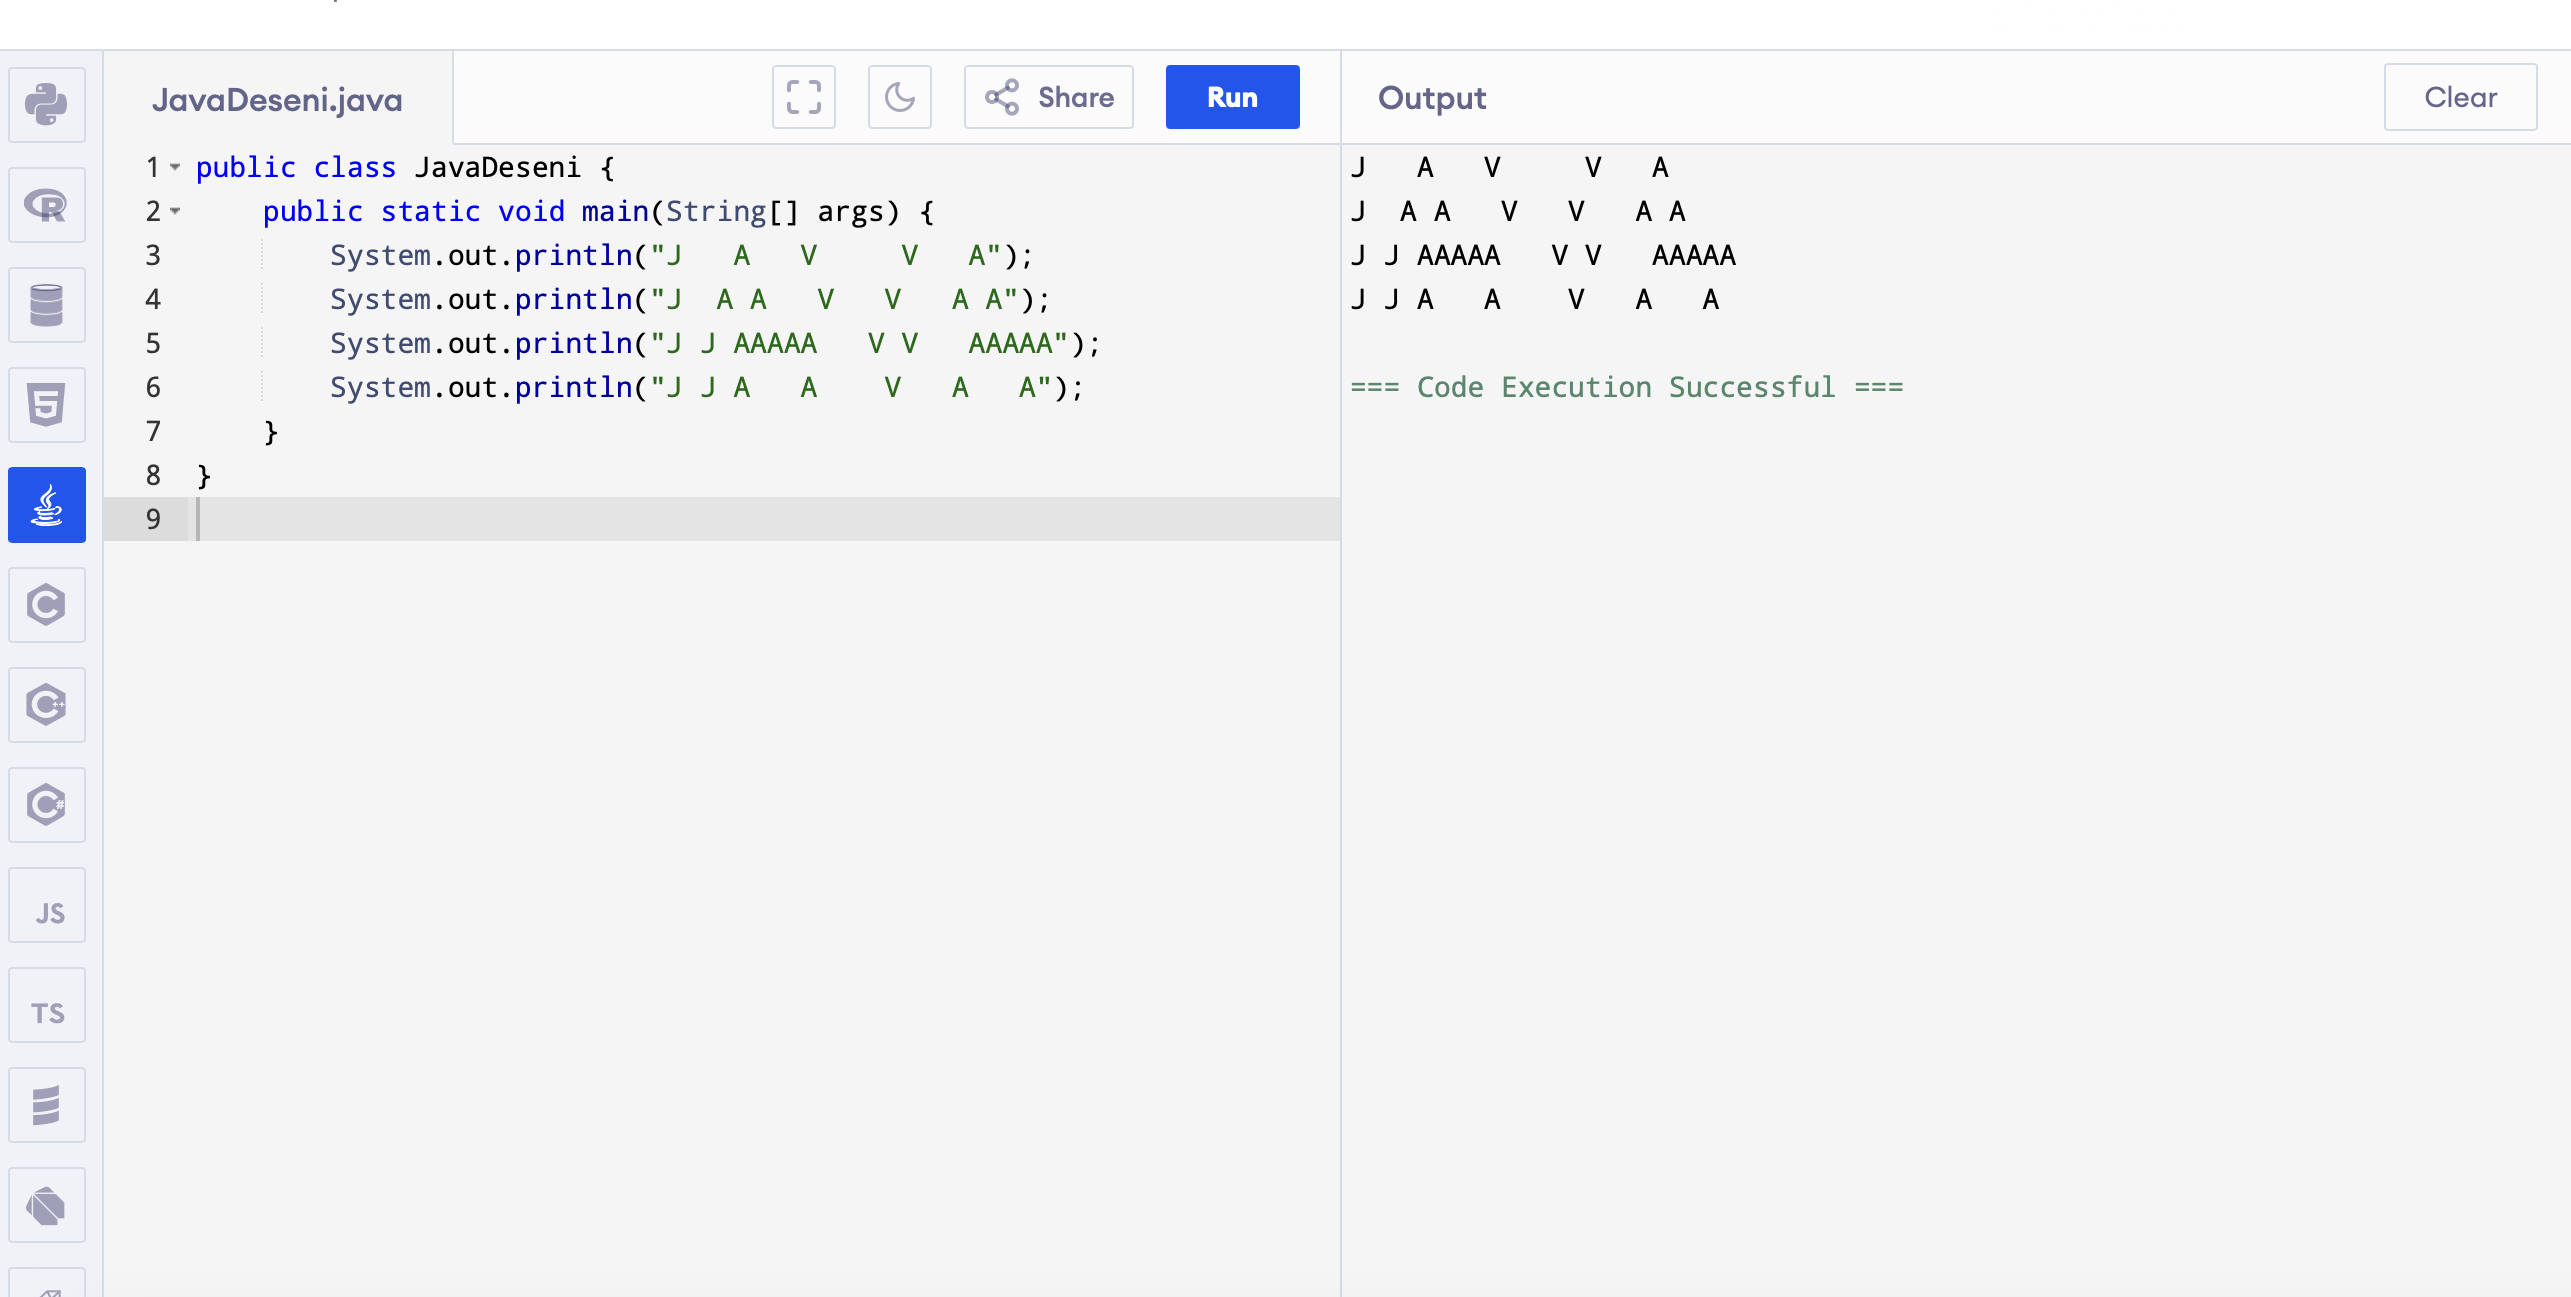 JavaDeseni.java
Share
Run
Output
Clear
1 public class JavaDeseni {
2     public static void main(String[] args) {
3         System.out.println("J   A   V     V   A");
4         System.out.println("J  A A   V   V   A A");
5         System.out.println("J J AAAAA   V V   AAAAA");
6         System.out.println("J J A   A    V   A   A");
7     }
8 }
9
J   A   V     V   A
J  A A   V   V   A A
J J AAAAA   V V   AAAAA
J J A   A    V   A   A
=== Code Execution Successful ===
R
5
C
C++
C#
JS
TS